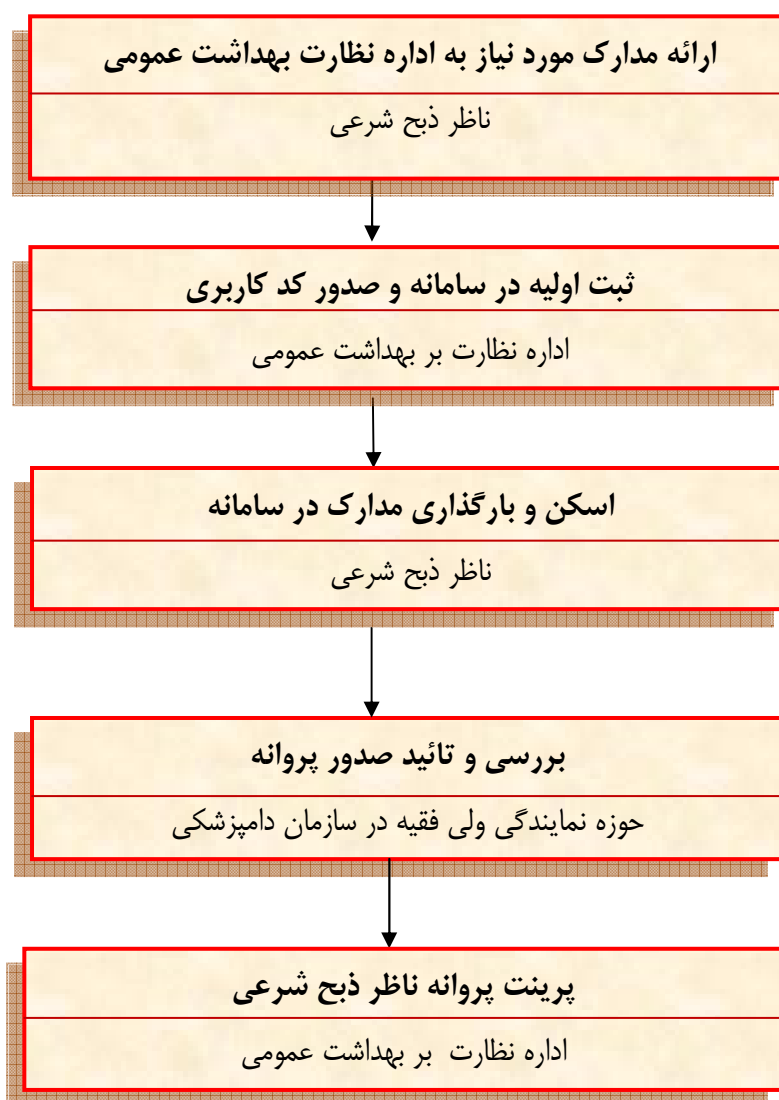 ارائه مدارک مورد نیاز به اداره نظارت بهداشت عمومی
ناظر ذبح شرعی
ثبت اولیه در سامانه و صدور کد کاربری
اداره نظارت بر بهداشت عمومی
اسکن و بارگذاری مدارک در سامانه
ناظر ذبح شرعی
بررسی و تائید صدور پروانه
حوزه نمایندگی ولی فقیه در سازمان دامپزشکی
پرینت پروانه ناظر ذبح شرعی
اداره نظارت بر بهداشت عمومی